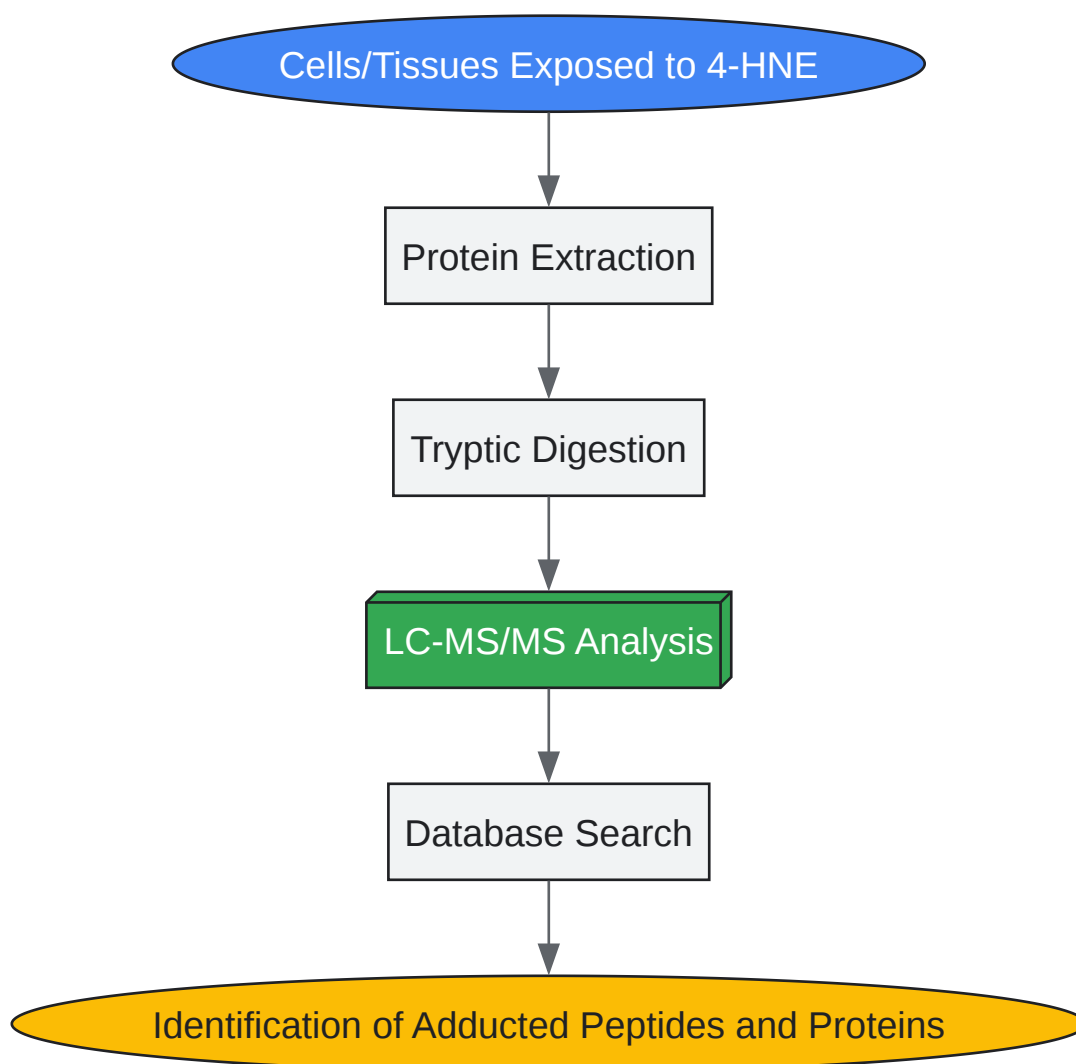 Cells/Tissues Exposed to 4-HNE
Protein Extraction
Tryptic Digestion
LC-MS/MS Analysis
Database Search
Identification of Adducted Peptides and Proteins